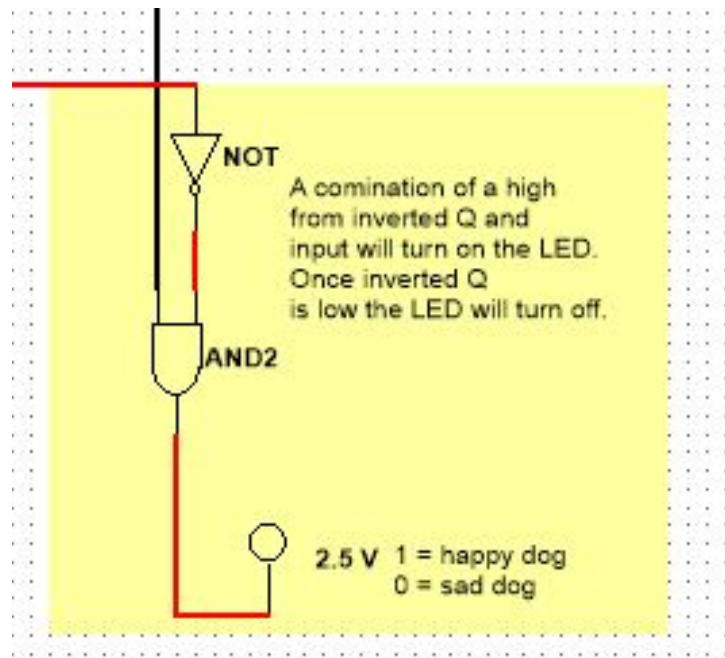 NOT
A comination of a high
from inverted Q and
input will turn on the LED.
Once inverted Q
is low the LED will turn off.
AND2
2.5 V 1 = happy dog
0 = sad dog